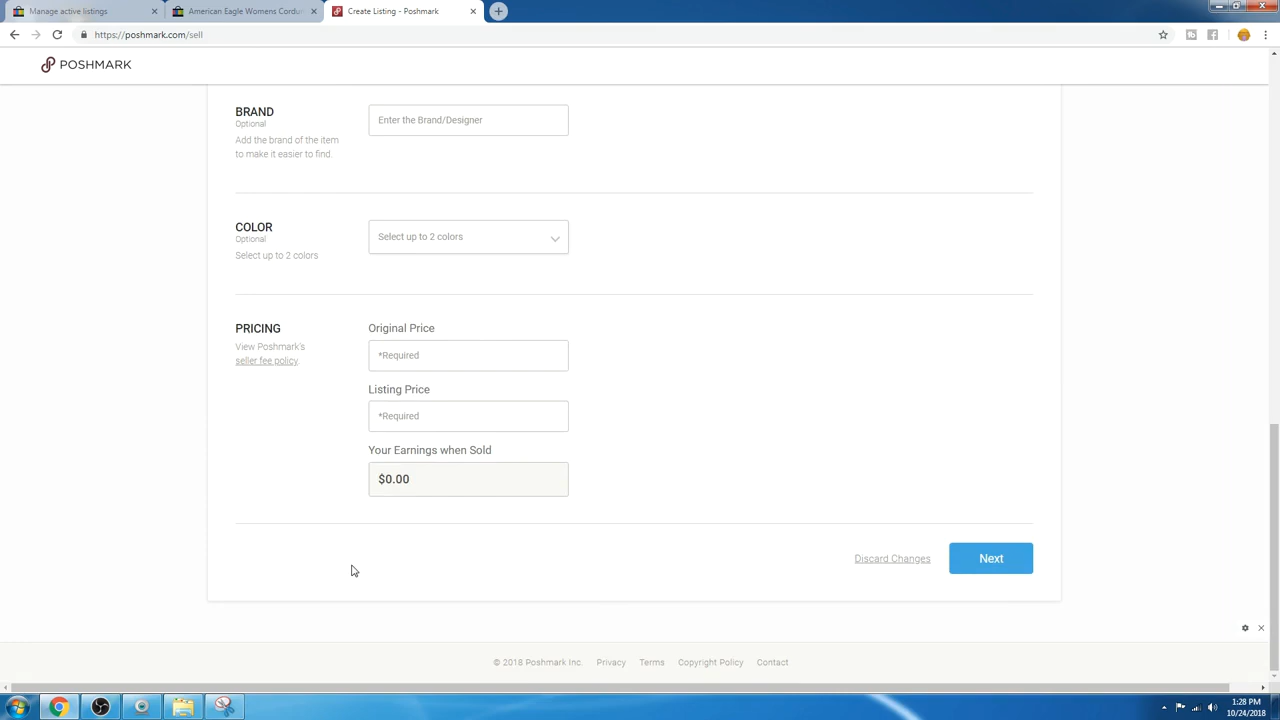 Manage active listings
American Eagle Womens Cordu
Create Listing - Poshmark
https://poshmark.com/sell
POSHMARK
BRAND
Optional
Add the brand of the item
to make it easier to find.
Enter the Brand/Designer
COLOR
Optional
Select up to 2 colors
Select up to 2 colors
PRICING
View Poshmark's
seller fee policy.
Original Price
*Required
Listing Price
*Required
Your Earnings when Sold
$0.00
Discard Changes
Next
© 2018 Poshmark Inc. Privacy Terms Copyright Policy Contact
1:28 PM
10/24/2018